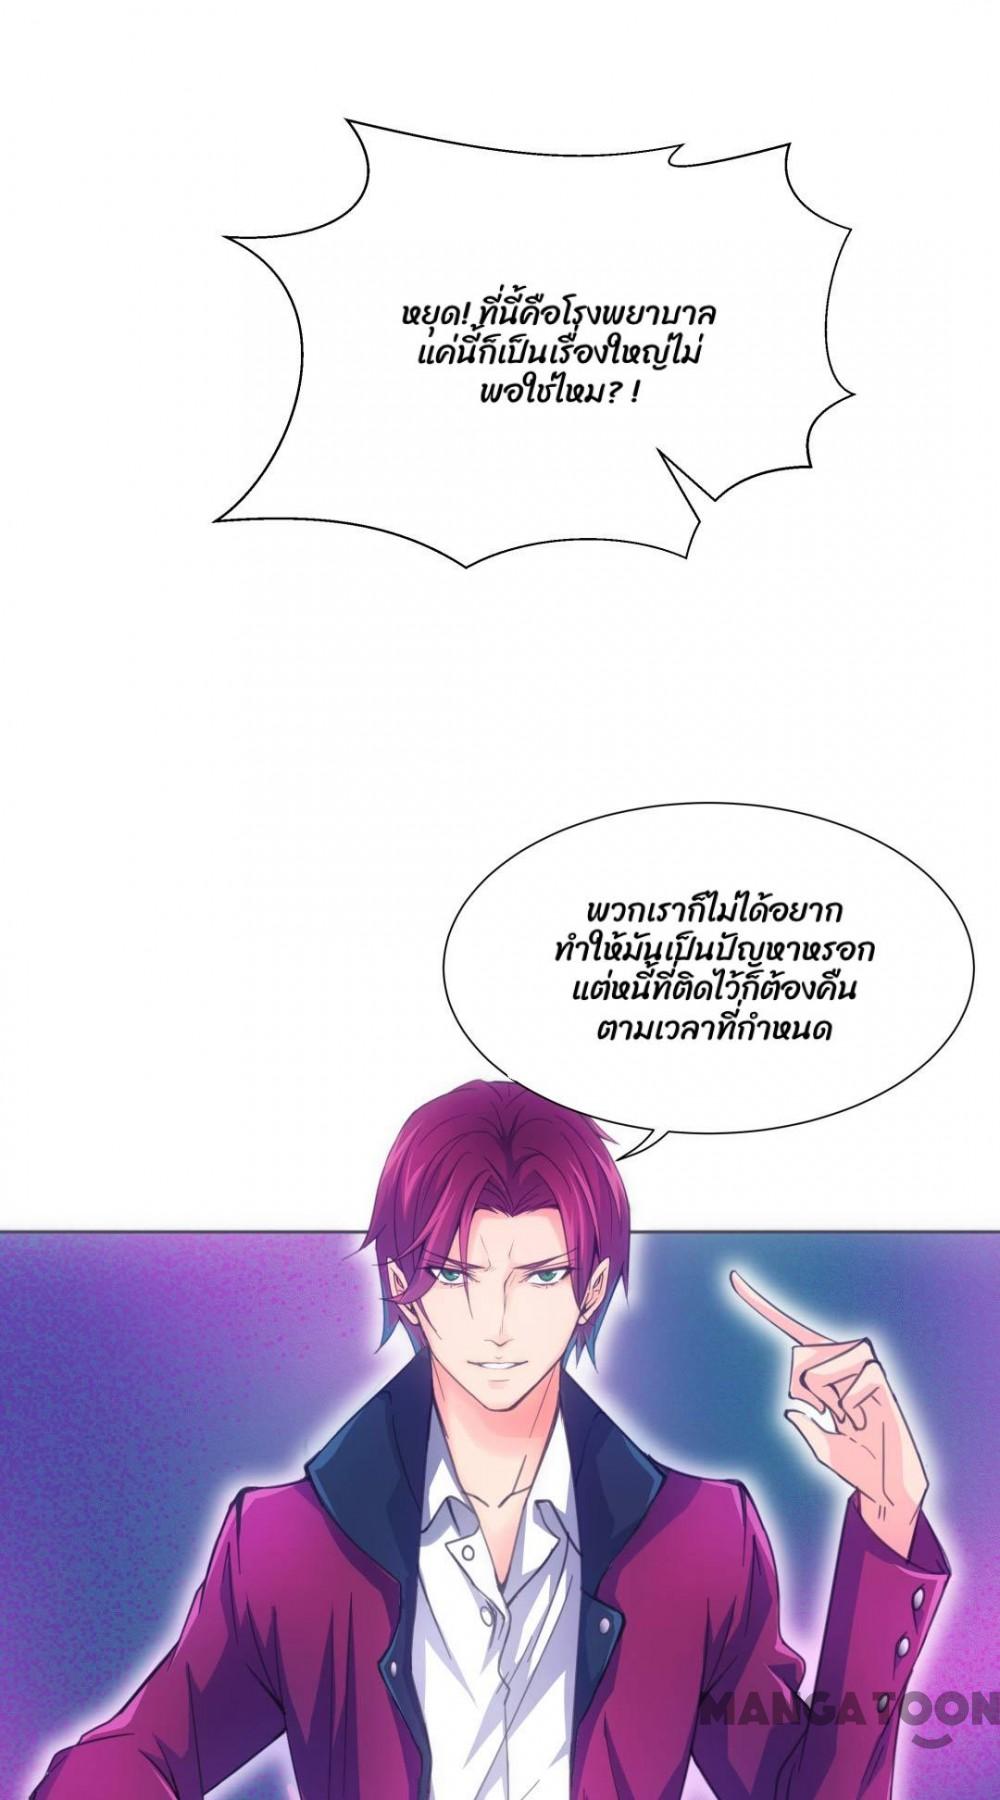 หยุด! ที่นี้คือโรงพยาบาล
แค่นี้ก็เป็นเรื่องใหญ่ไม่
พอใช่ไหม?!
พวกเราก็ไม่ได้อยาก
ทำให้มันเป็นปัญหาหรอก
แต่หนี้ที่ติดไว้ก็ต้องคืน
ตามเวลาที่กำหนด
MANGATOON